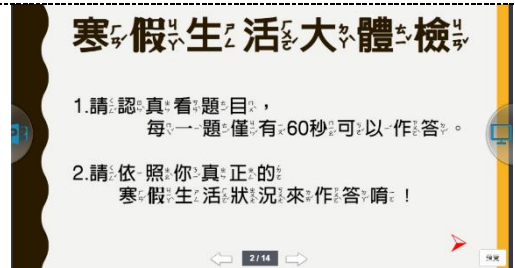 寒假生活大體檢
1.請認真看題目，
每一題僅有60秒可以作答。
2.請依照你真正的
寒假生活狀況來作答唷！
2/14
預覽